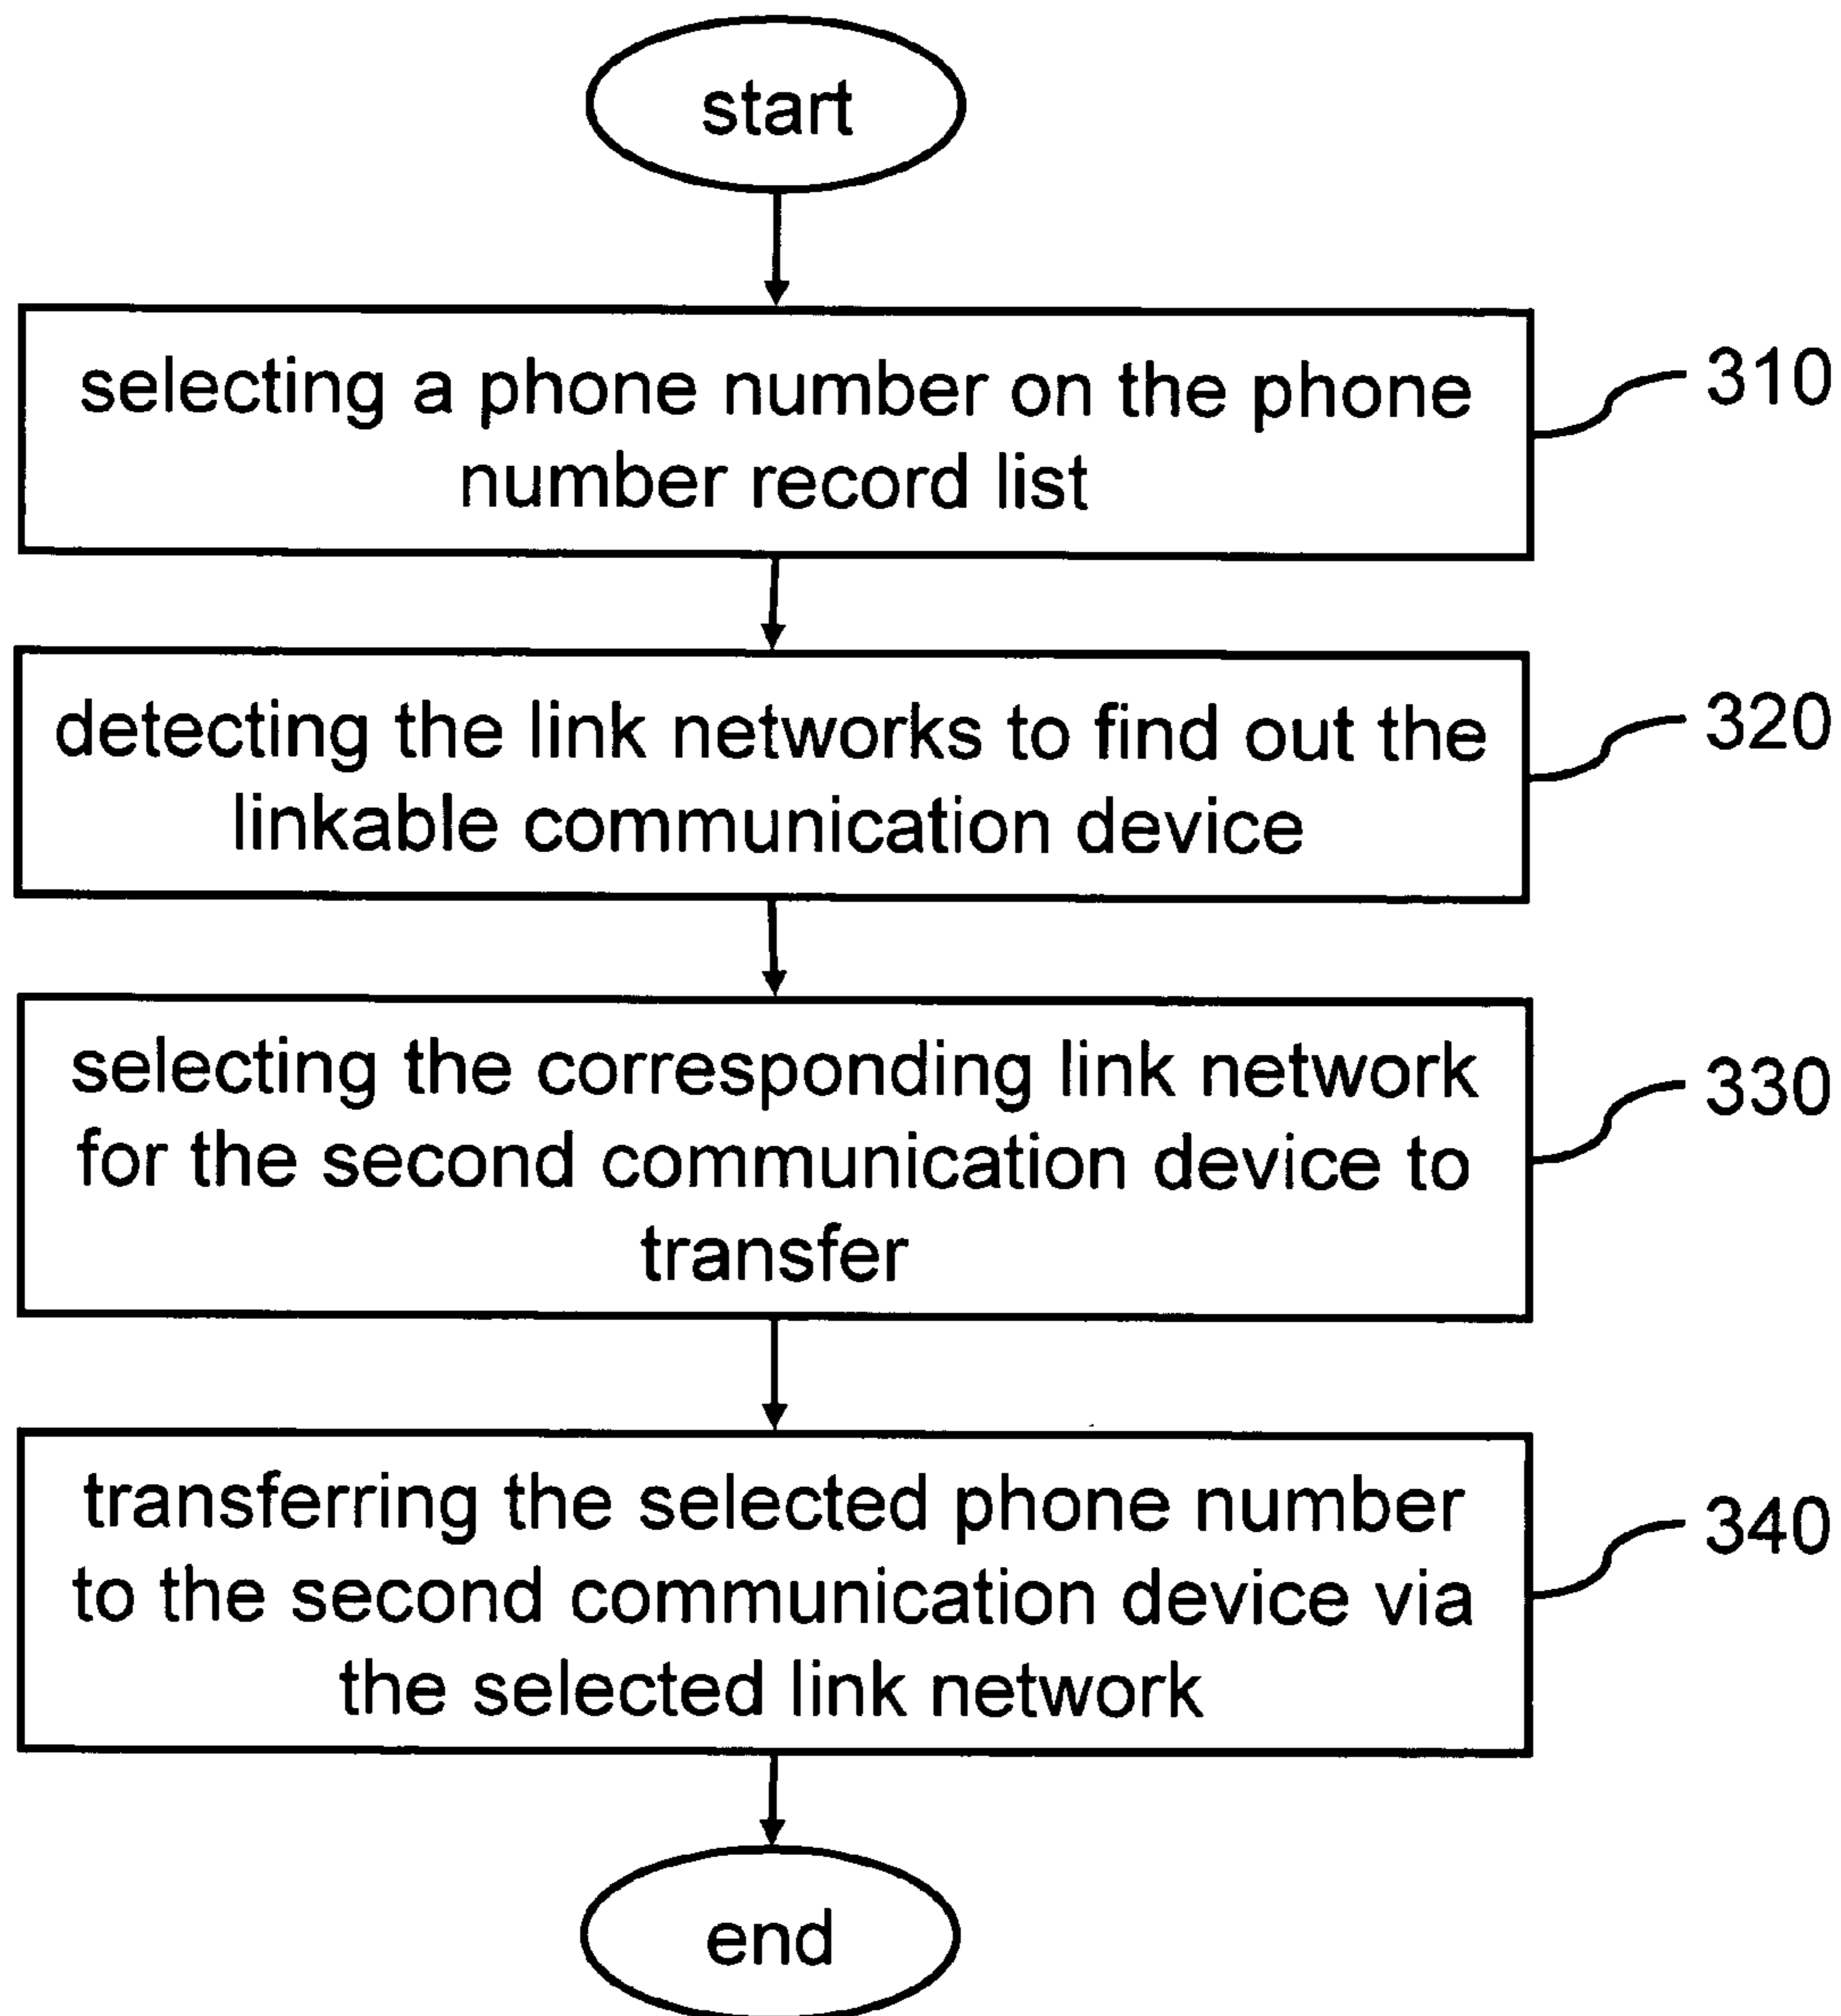 start
selecting a phone number on the phone
number record list
310
detecting the link networks to find out the
linkable communication device
320
selecting the corresponding link network
for the second communication device to
transfer
330
transferring the selected phone number
to the second communication device via
the selected link network
340
end